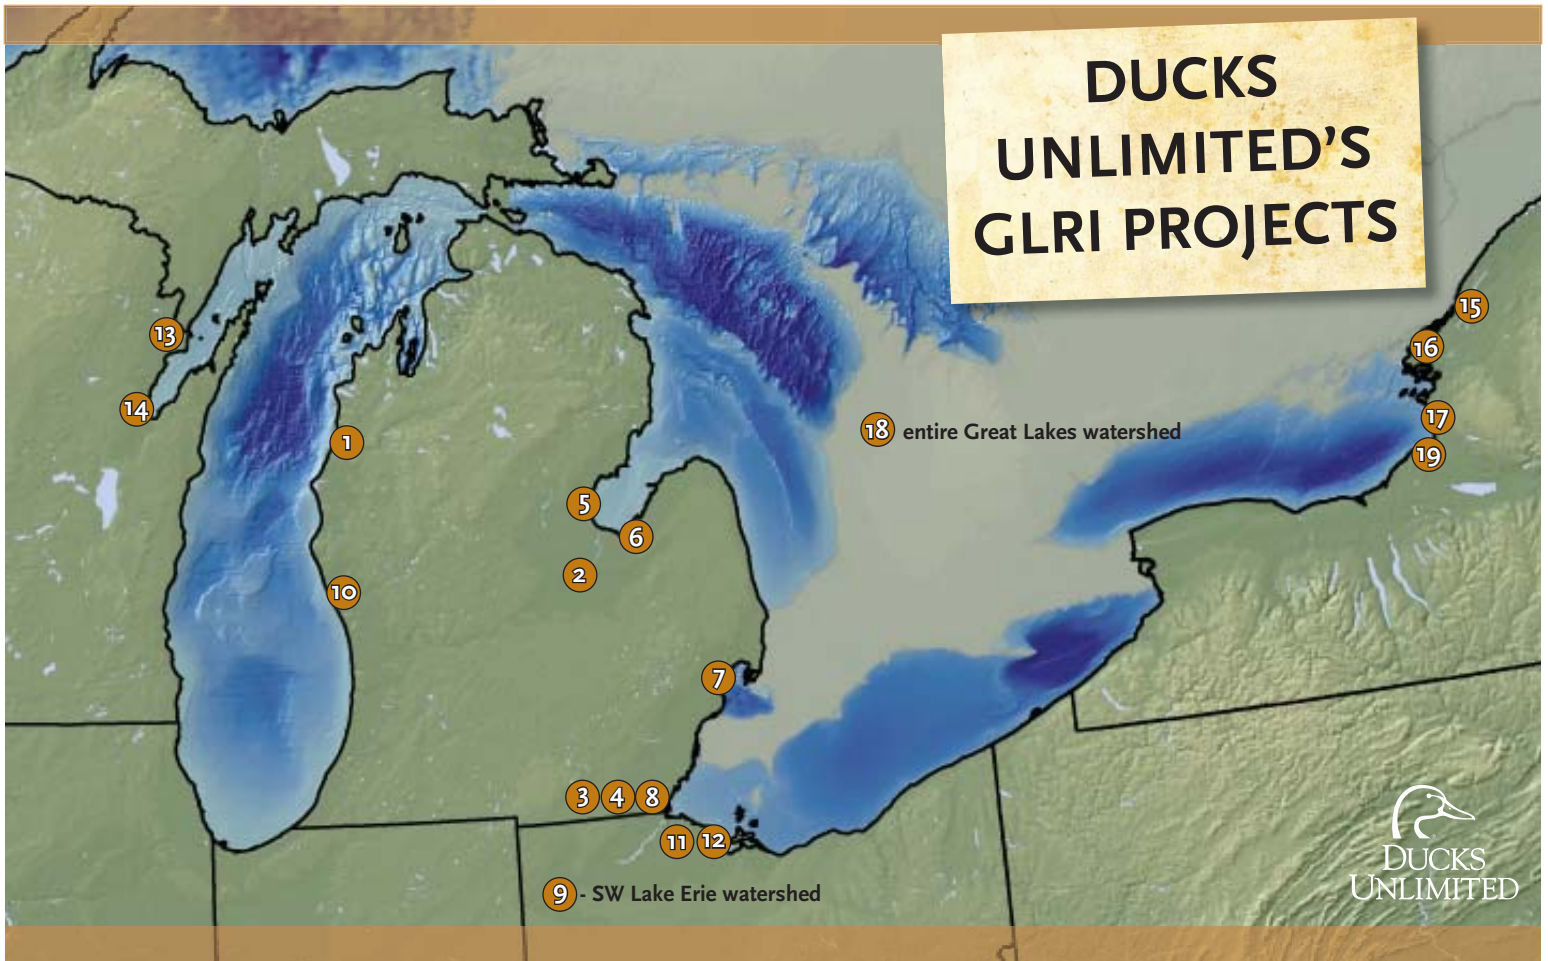 DUCKS
UNLIMITED'S
GLRI PROJECTS
15
16
13
14
17
18 entire Great Lakes watershed
1
19
5
6
2
10
7
3 4 8
11 12
9 - SW Lake Erie watershed
DUCKS
UNLIMITED